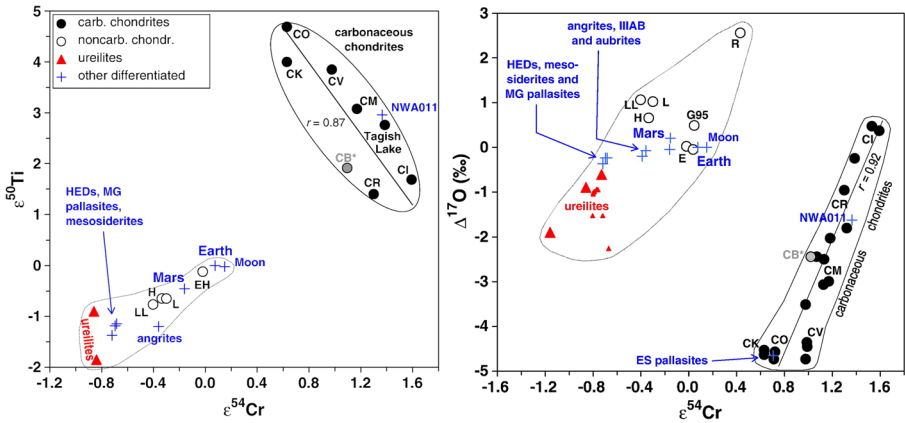 carb. chondrites
noncarb. chondr.
ureilites
other differentiated
CO
carbonaceous
chondrites
CK
CV
CM
NWA011
r = 0.87
Tagish
Lake
CB*
CR
CI
HEDs, MG
pallasites,
mesosiderites
Earth
Moon
Mars
EH
H
L
LL
angrites
ureilites
5
4
3
2
1
0
-1
-2
ε50Ti
-1.2
-0.8
-0.4
0.0
0.4
0.8
1.2
1.6
ε54Cr
angrites, IIIAB
and aubrites
R
HEDs, meso-
siderites and
MG pallasites
LL
L
H
G95
Mars
Moon
E
Earth
ureilites
CI
r = 0.92
CR
NWA011
chondrites
CB*
CM
carbonaceous
CK
CO
CV
ES pallasites
3
2
1
0
-1
-2
-3
-4
-5
Δ17O (‰)
-1.2
-0.8
-0.4
0.0
0.4
0.8
1.2
1.6
ε54Cr